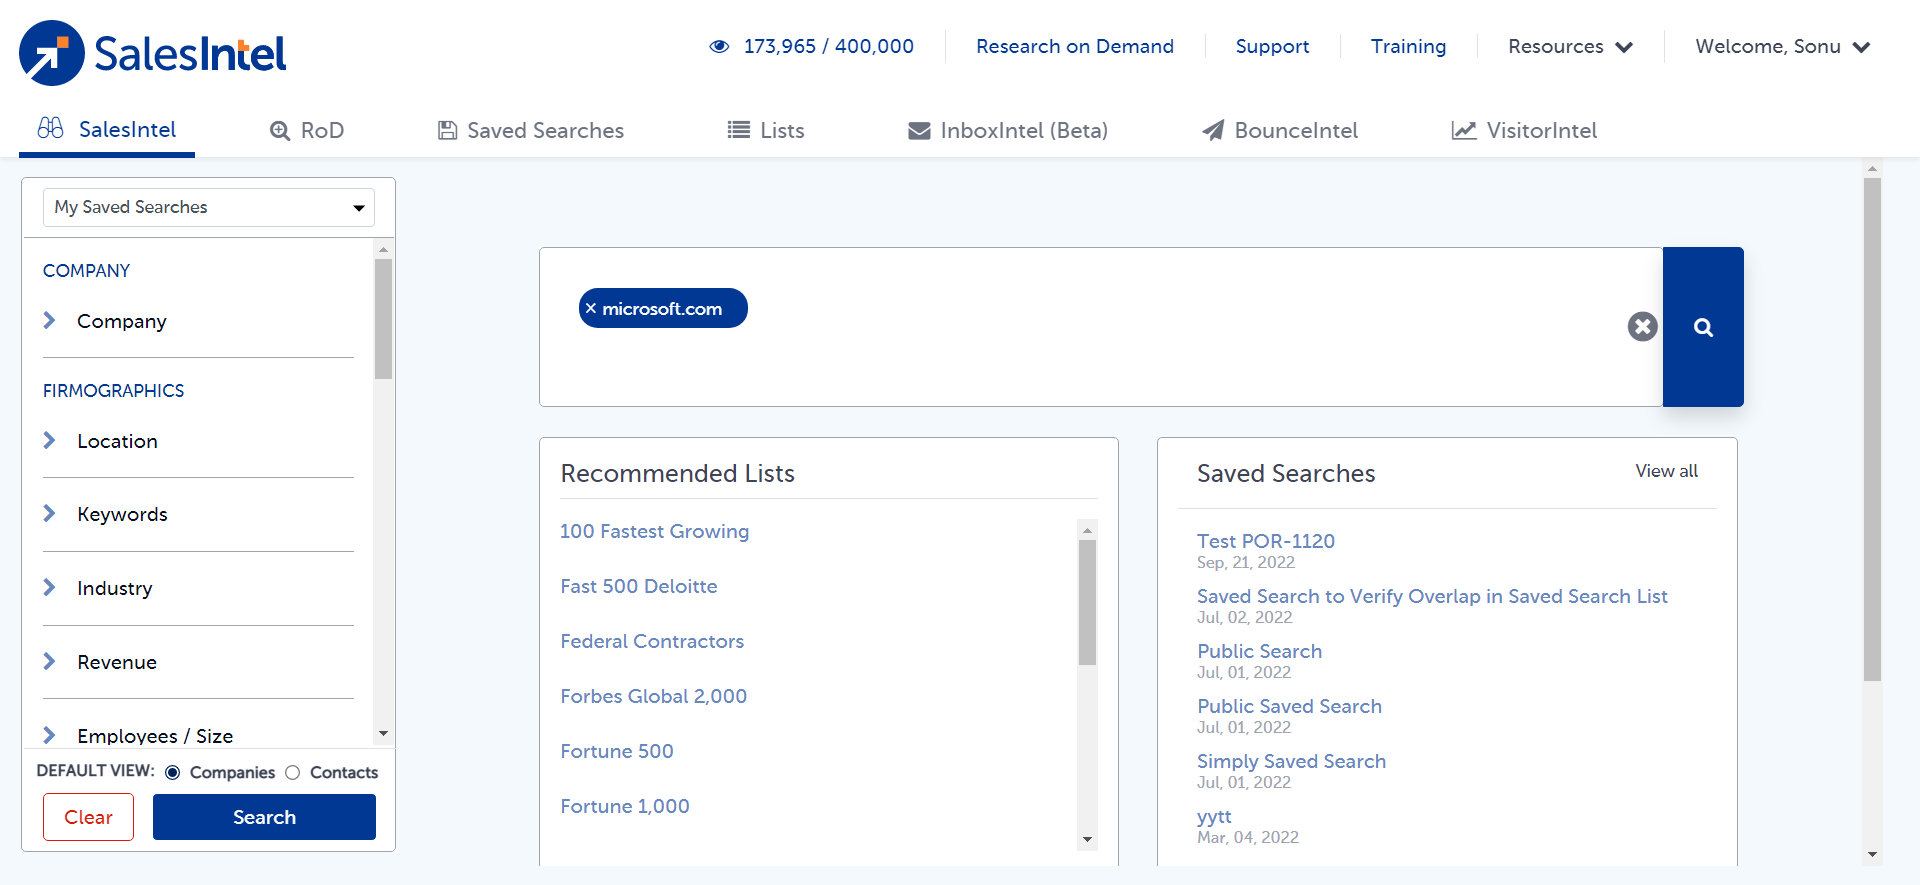 SalesIntel
173,965 / 400,000
Research on Demand
Support
Training
Resources
Welcome, Sonu
SalesIntel
RoD
Saved Searches
Lists
InboxIntel (Beta)
BounceIntel
VisitorIntel
My Saved Searches
COMPANY
Company
FIRMOGRAPHICS
Location
Keywords
Industry
Revenue
Employees / Size
DEFAULT VIEW: Companies Contacts
Clear
Search
microsoft.com
Recommended Lists
100 Fastest Growing
Fast 500 Deloitte
Federal Contractors
Forbes Global 2,000
Fortune 500
Fortune 1,000
Saved Searches
View all
Test POR-1120
Sep, 21, 2022
Saved Search to Verify Overlap in Saved Search List
Jul, 02, 2022
Public Search
Jul, 01, 2022
Public Saved Search
Jul, 01, 2022
Simply Saved Search
Jul, 01, 2022
yytt
Mar, 04, 2022